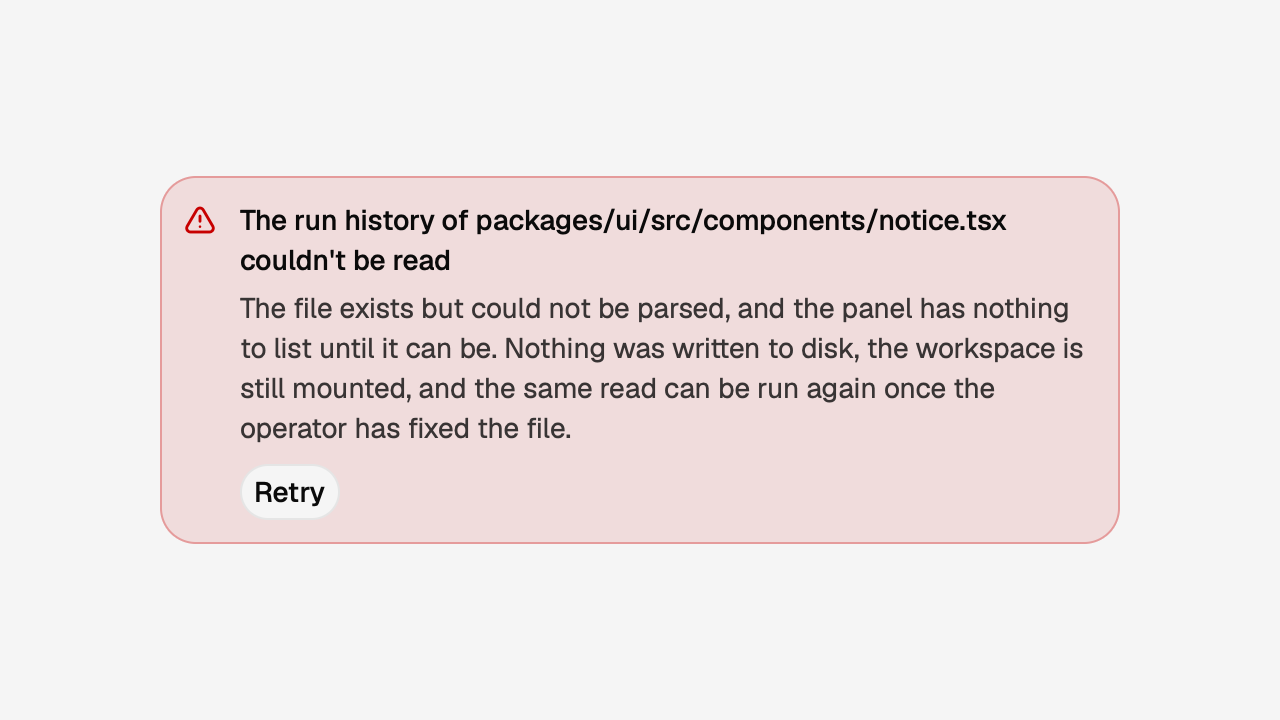 The run history of packages/ui/src/components/notice.tsx
couldn't be read
The file exists but could not be parsed, and the panel has nothing
to list until it can be. Nothing was written to disk, the workspace is
still mounted, and the same read can be run again once the
operator has fixed the file.
Retry